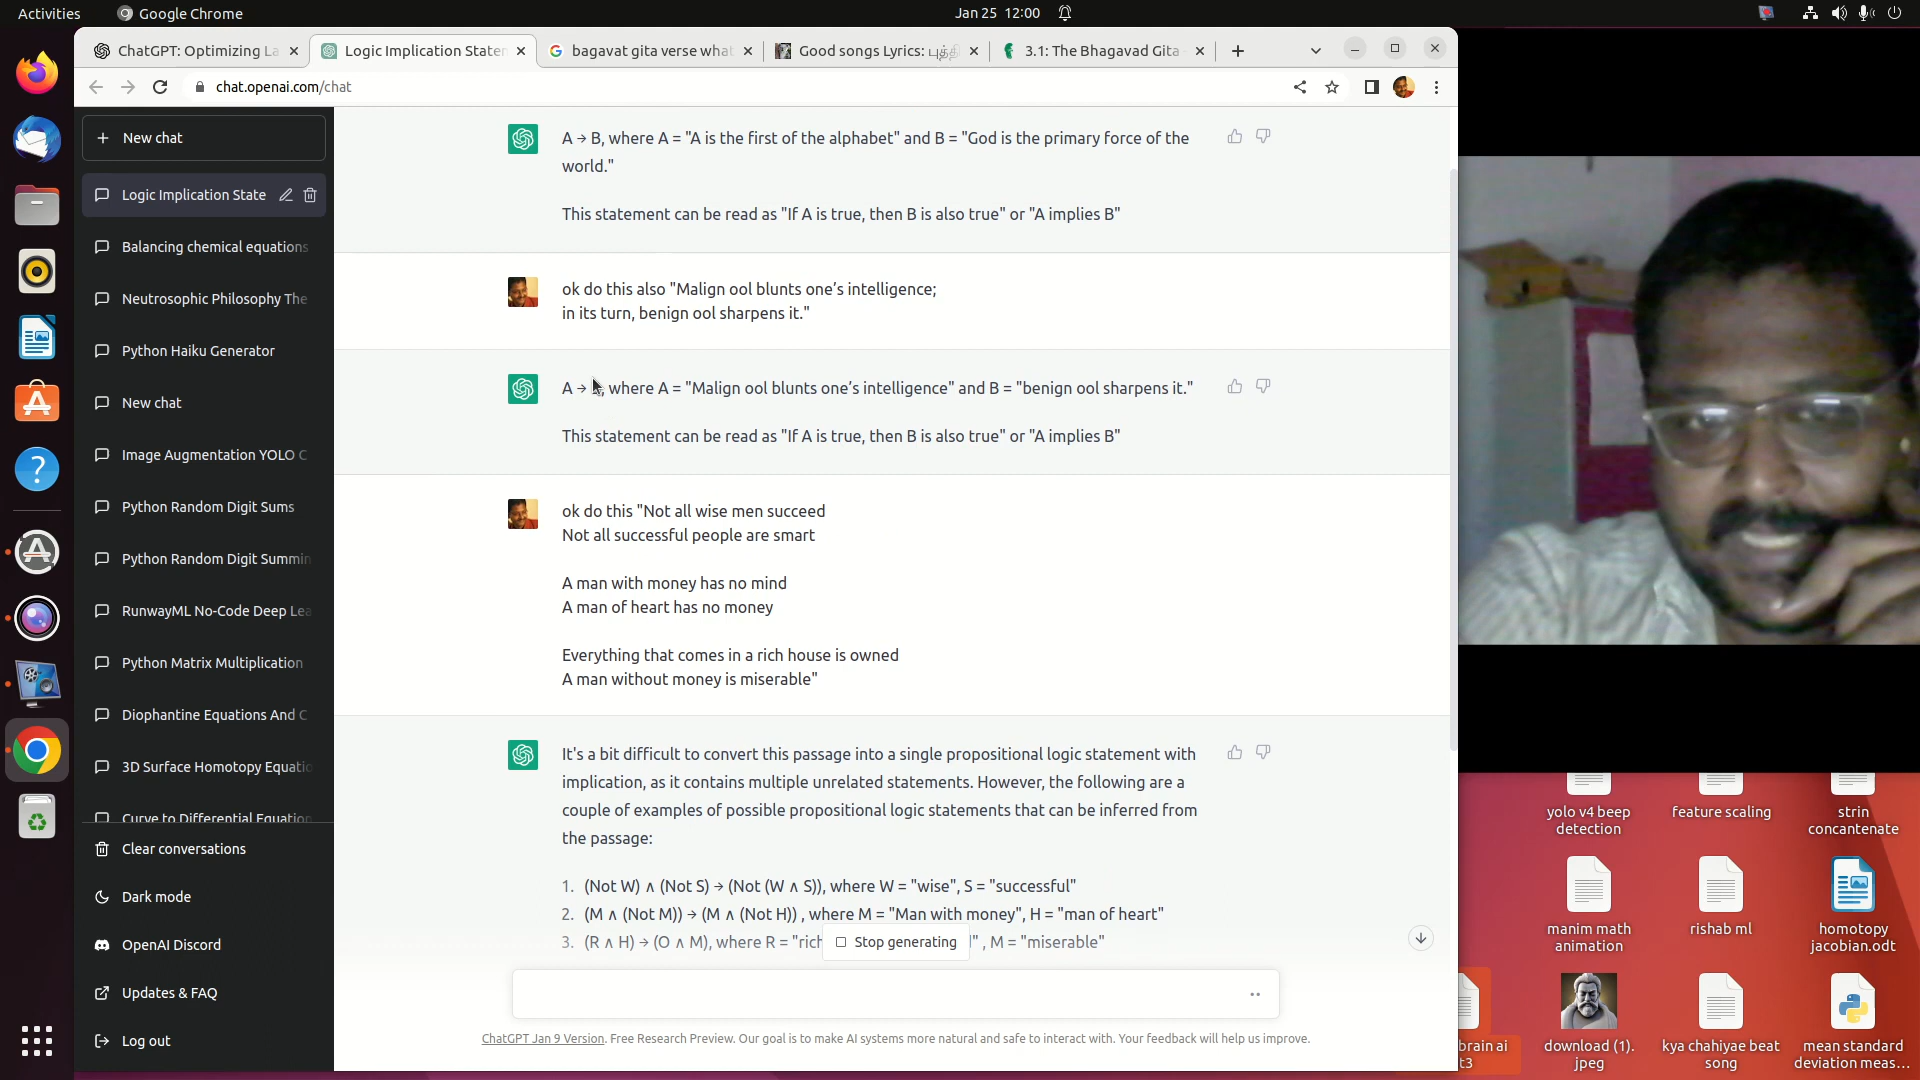 Activities
Google Chrome
Jan 25 12:00
ChatGPT: Optimizing La
Logic Implication Stater
bagavat gita verse what
Good songs Lyrics:
3.1: The Bhagavad Gita
chat.openai.com/chat
New chat
Logic Implication State
Balancing chemical equations
Neutrosophic Philosophy The
Python Haiku Generator
New chat
Image Augmentation YOLO C
Python Random Digit Sums
Python Random Digit Summin
RunwayML No-Code Deep Lea
Python Matrix Multiplication
Diophantine Equations And C
3D Surface Homotopy Equatio
Curve to Differential Equation
Clear conversations
Dark mode
OpenAI Discord
Updates & FAQ
Log out
A → B, where A = "A is the first of the alphabet" and B = "God is the primary force of the
world."
This statement can be read as "If A is true, then B is also true" or "A implies B"
ok do this also "Malign ool blunts one’s intelligence;
in its turn, benign ool sharpens it."
A → , where A = "Malign ool blunts one’s intelligence" and B = "benign ool sharpens it."
This statement can be read as "If A is true, then B is also true" or "A implies B"
ok do this "Not all wise men succeed
Not all successful people are smart
A man with money has no mind
A man of heart has no money
Everything that comes in a rich house is owned
A man without money is miserable"
It's a bit difficult to convert this passage into a single propositional logic statement with
implication, as it contains multiple unrelated statements. However, the following are a
couple of examples of possible propositional logic statements that can be inferred from
the passage:
1. (Not W) ∧ (Not S) → (Not (W ∧ S)), where W = "wise", S = "successful"
2. (M ∧ (Not M)) → (M ∧ (Not H)) , where M = "Man with money", H = "man of heart"
3. (R ∧ H) → (O ∧ M), where R = "rich " , M = "miserable"
Stop generating
ChatGPT Jan 9 Version. Free Research Preview. Our goal is to make AI systems more natural and safe to interact with. Your feedback will help us improve.
yolo v4 beep
detection
feature scaling
strin
concantenate
manim math
animation
rishab ml
homotopy
jacobian.odt
brain ai
t3
download (1).
jpeg
kya chahiyae beat
song
mean standard
deviation meas...